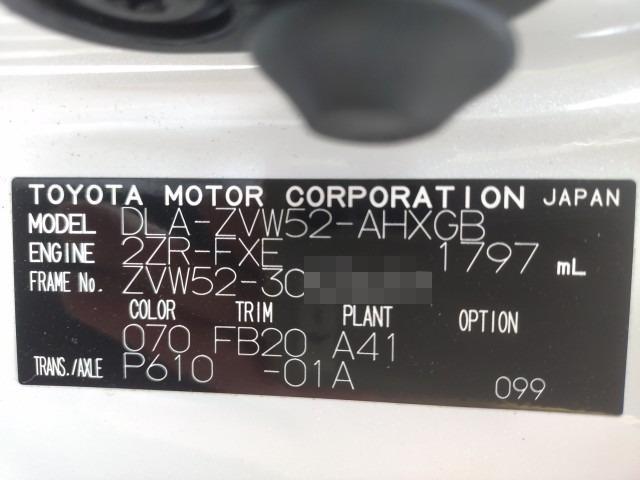 TOYOTA MOTOR CORPORATION JAPAN
MODEL DLA-ZVW52-AHXGB
ENGINE 2ZR-FXE 1797 mL
FRAME No. ZVW52-30
COLOR TRIM PLANT OPTION
070 FB20 A41
TRANS./AXLE P610 -01A
099